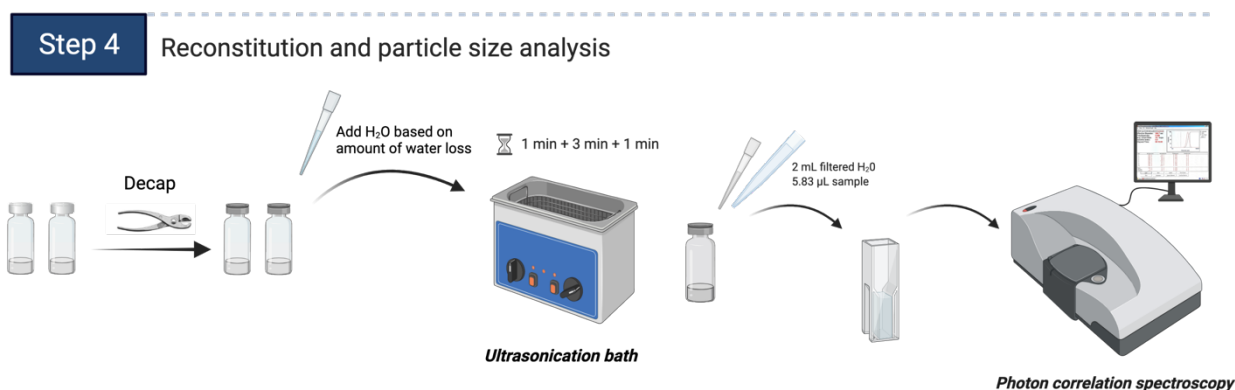 Step 4
Reconstitution and particle size analysis
Decap
Add H₂O based on
amount of water loss
1 min + 3 min + 1 min
Ultrasonication bath
2 mL filtered H₂0
5.83 µL sample
Photon correlation spectroscopy